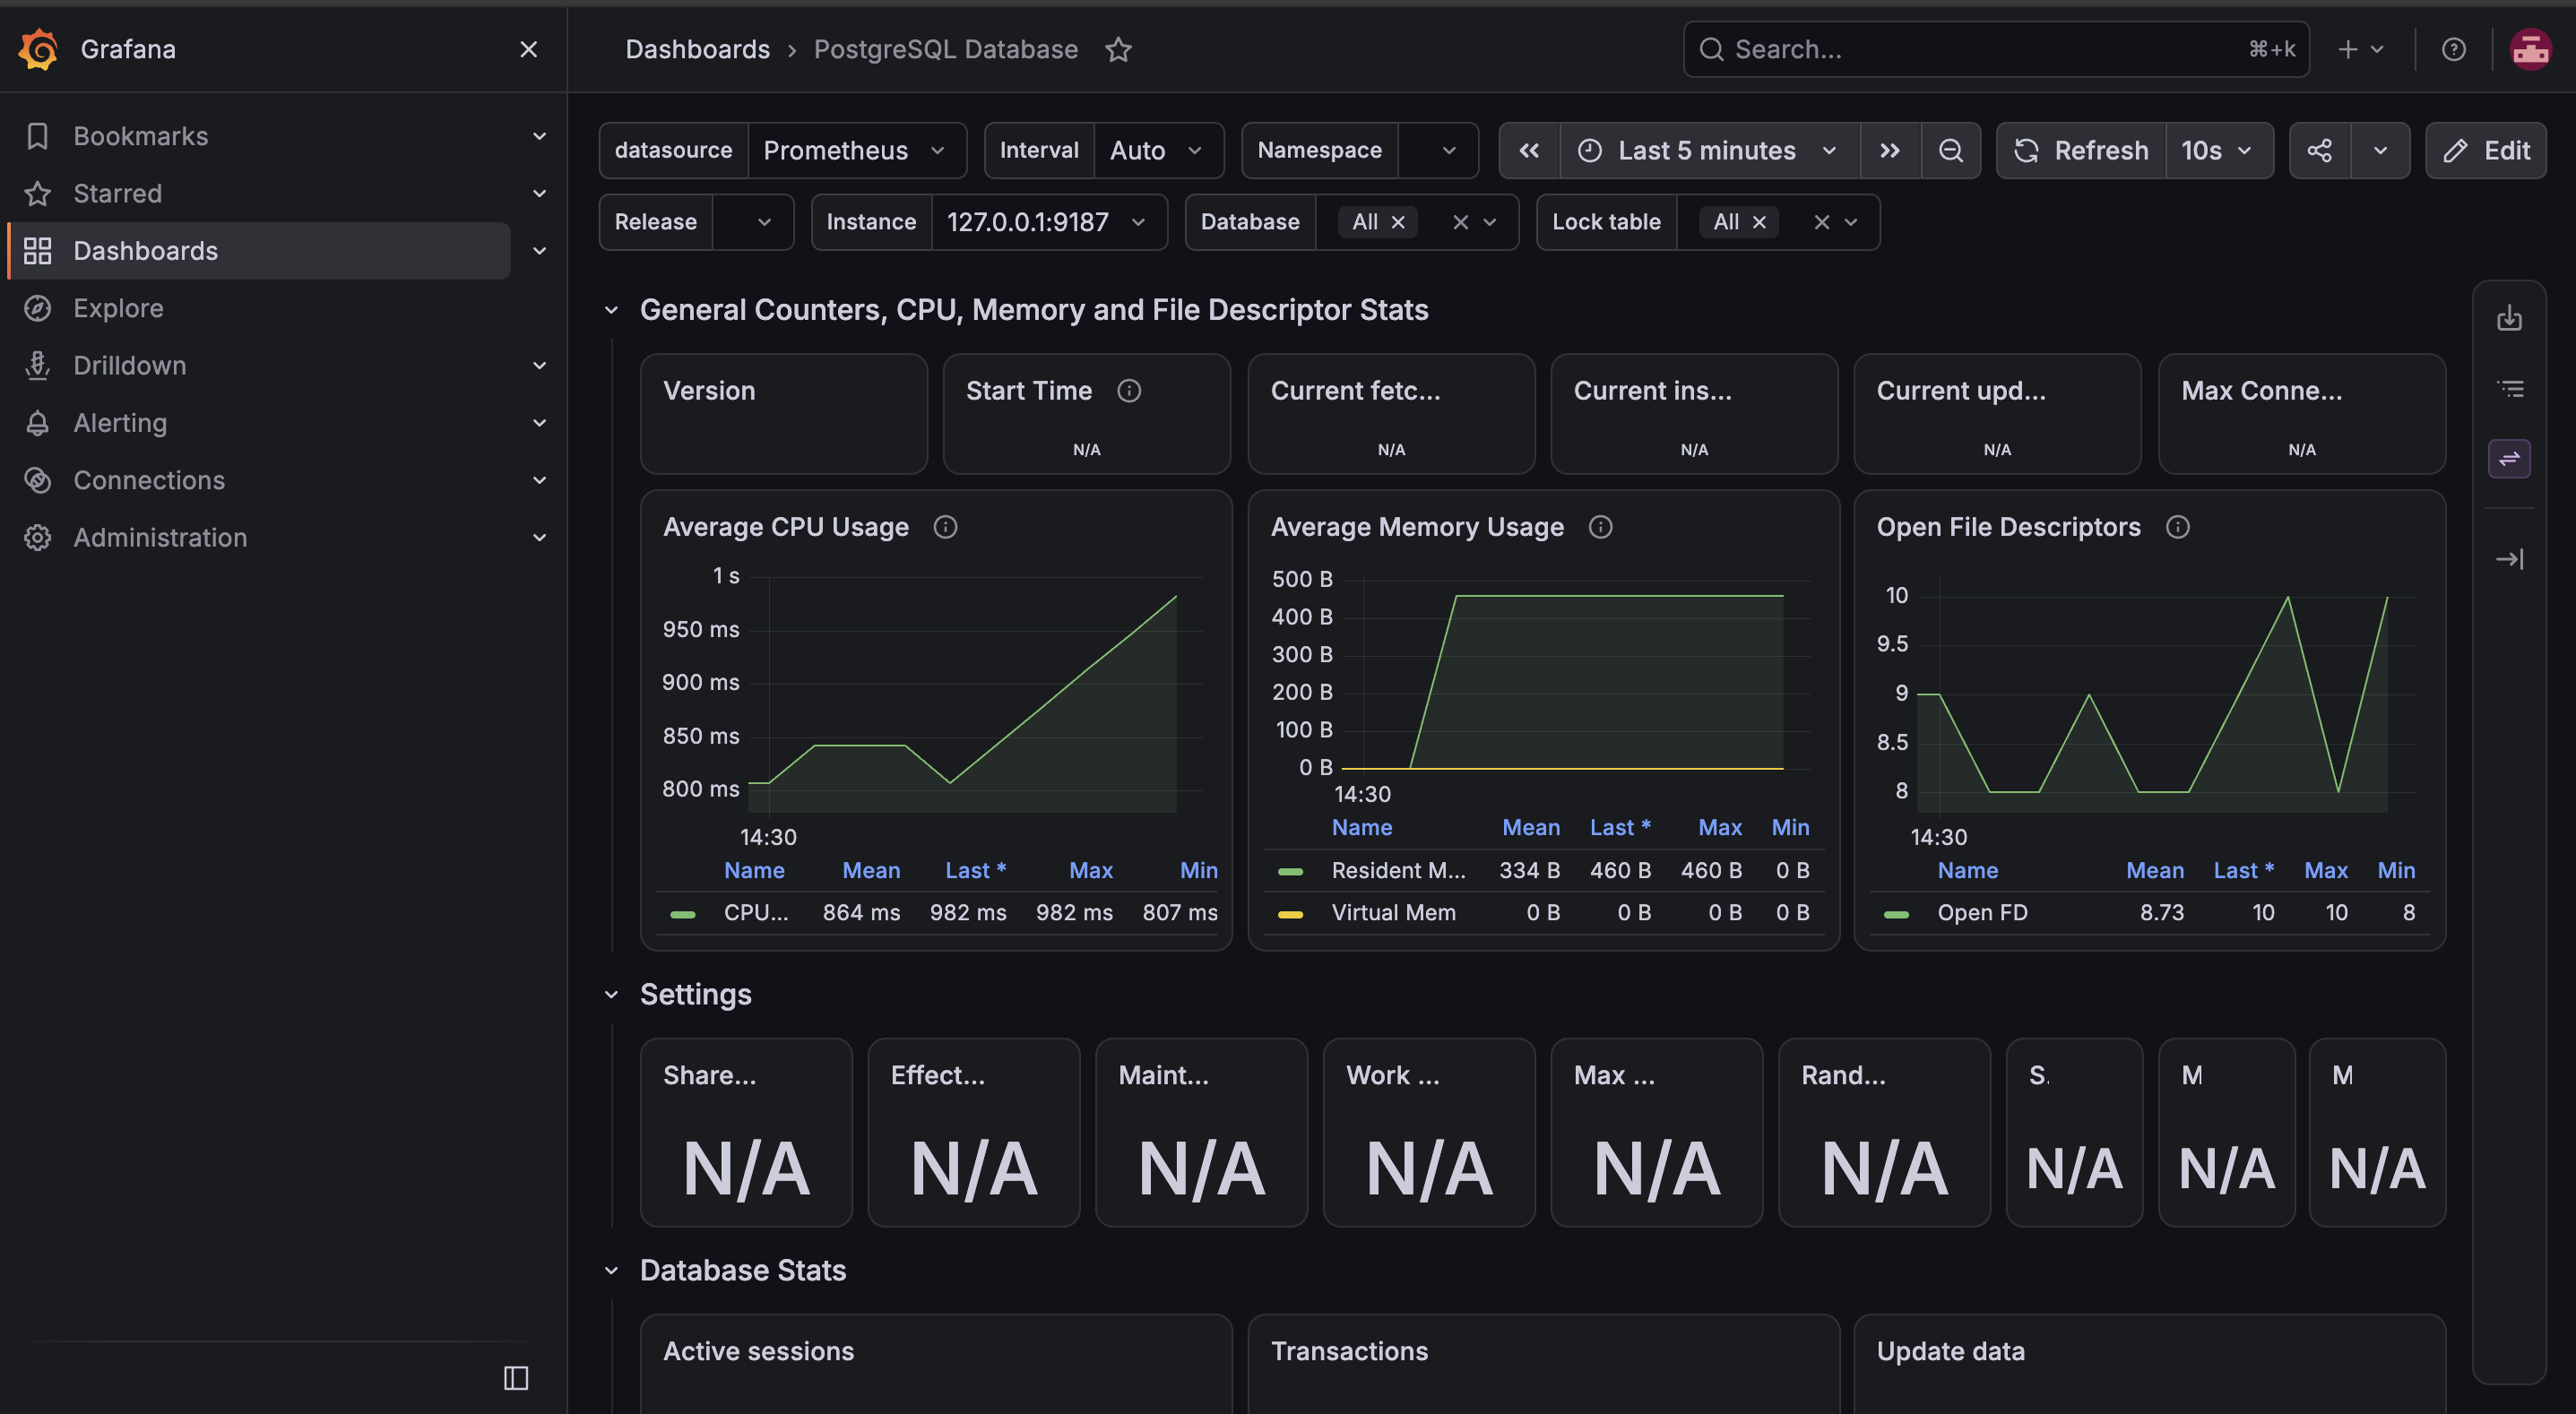 Grafana
Dashboards › PostgreSQL Database
Search...
⌘+k
Bookmarks
Starred
Dashboards
Explore
Drilldown
Alerting
Connections
Administration
datasource Prometheus
Interval Auto
Namespace
Last 5 minutes
Refresh 10s
Edit
Release
Instance 127.0.0.1:9187
Database All
Lock table All
General Counters, CPU, Memory and File Descriptor Stats
Version
Start Time
N/A
Current fetc...
N/A
Current ins...
N/A
Current upd...
N/A
Max Conne...
N/A
Average CPU Usage
1 s
950 ms
900 ms
850 ms
800 ms
14:30
Name Mean Last * Max Min
CPU... 864 ms 982 ms 982 ms 807 ms
Average Memory Usage
500 B
400 B
300 B
200 B
100 B
0 B
14:30
Name Mean Last * Max Min
Resident M... 334 B 460 B 460 B 0 B
Virtual Mem 0 B 0 B 0 B 0 B
Open File Descriptors
10
9.5
9
8.5
8
14:30
Name Mean Last * Max Min
Open FD 8.73 10 10 8
Settings
Share...
N/A
Effect...
N/A
Maint...
N/A
Work ...
N/A
Max ...
N/A
Rand...
N/A
S.
N/A
M
N/A
M
N/A
Database Stats
Active sessions
Transactions
Update data